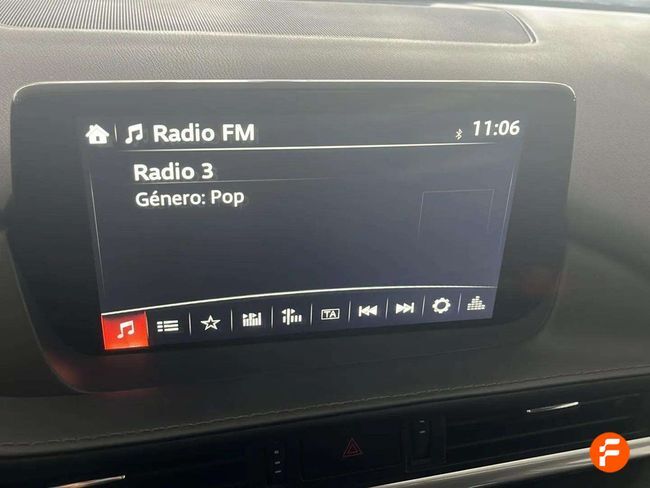 Radio FM
11:06
Radio 3
Género: Pop
TA